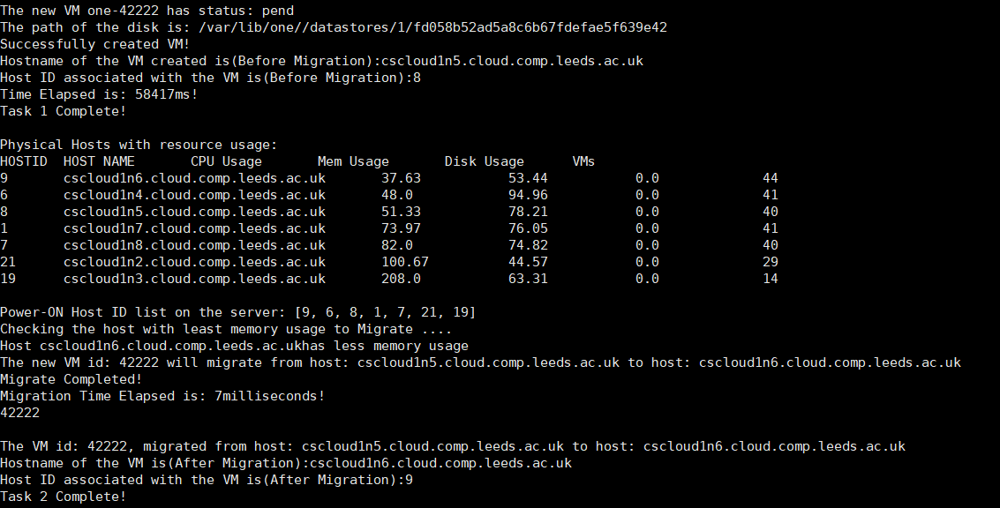 The new VM one-42222 has status: pend
The path of the disk is: /var/lib/one//datastores/1/fd058b52ad5a8c6b67fdefae5f639e42
Successfully created VM!
Hostname of the VM created is(Before Migration):cscloud1n5.cloud.comp.leeds.ac.uk
Host ID associated with the VM is(Before Migration):8
Time Elapsed is: 58417ms!
Task 1 Complete!

Physical Hosts with resource usage:
HOSTID  HOST NAME       CPU Usage       Mem Usage       Disk Usage      VMs
9       cscloud1n6.cloud.comp.leeds.ac.uk       37.63           53.44           0.0             44
6       cscloud1n4.cloud.comp.leeds.ac.uk       48.0            94.96           0.0             41
8       cscloud1n5.cloud.comp.leeds.ac.uk       51.33           78.21           0.0             40
1       cscloud1n7.cloud.comp.leeds.ac.uk       73.97           76.05           0.0             41
7       cscloud1n8.cloud.comp.leeds.ac.uk       82.0            74.82           0.0             40
21      cscloud1n2.cloud.comp.leeds.ac.uk       100.67          44.57           0.0             29
19      cscloud1n3.cloud.comp.leeds.ac.uk       208.0           63.31           0.0             14

Power-ON Host ID list on the server: [9, 6, 8, 1, 7, 21, 19]
Checking the host with least memory usage to Migrate ....
Host cscloud1n6.cloud.comp.leeds.ac.ukhas less memory usage
The new VM id: 42222 will migrate from host: cscloud1n5.cloud.comp.leeds.ac.uk to host: cscloud1n6.cloud.comp.leeds.ac.uk
Migrate Completed!
Migration Time Elapsed is: 7milliseconds!
42222

The VM id: 42222, migrated from host: cscloud1n5.cloud.comp.leeds.ac.uk to host: cscloud1n6.cloud.comp.leeds.ac.uk
Hostname of the VM is(After Migration):cscloud1n6.cloud.comp.leeds.ac.uk
Host ID associated with the VM is(After Migration):9
Task 2 Complete!